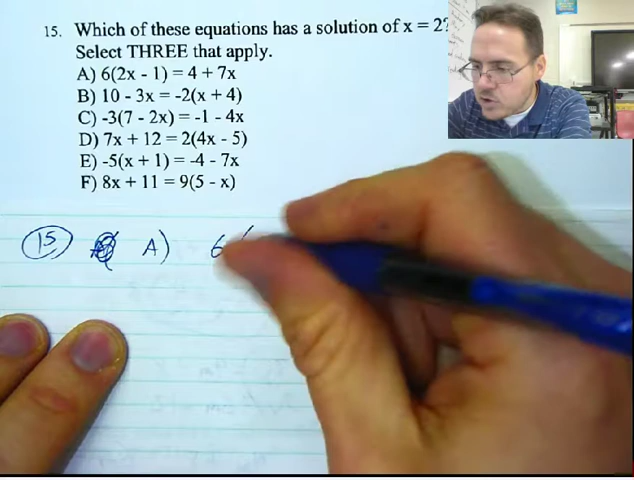 15. Which of these equations has a solution of x = 2?
Select THREE that apply.
A) 6(2x - 1) = 4 + 7x
B) 10 - 3x = -2(x + 4)
C) -3(7 - 2x) = -1 - 4x
D) 7x + 12 = 2(4x - 5)
E) -5(x + 1) = -4 - 7x
F) 8x + 11 = 9(5 - x)
15 A) 6(